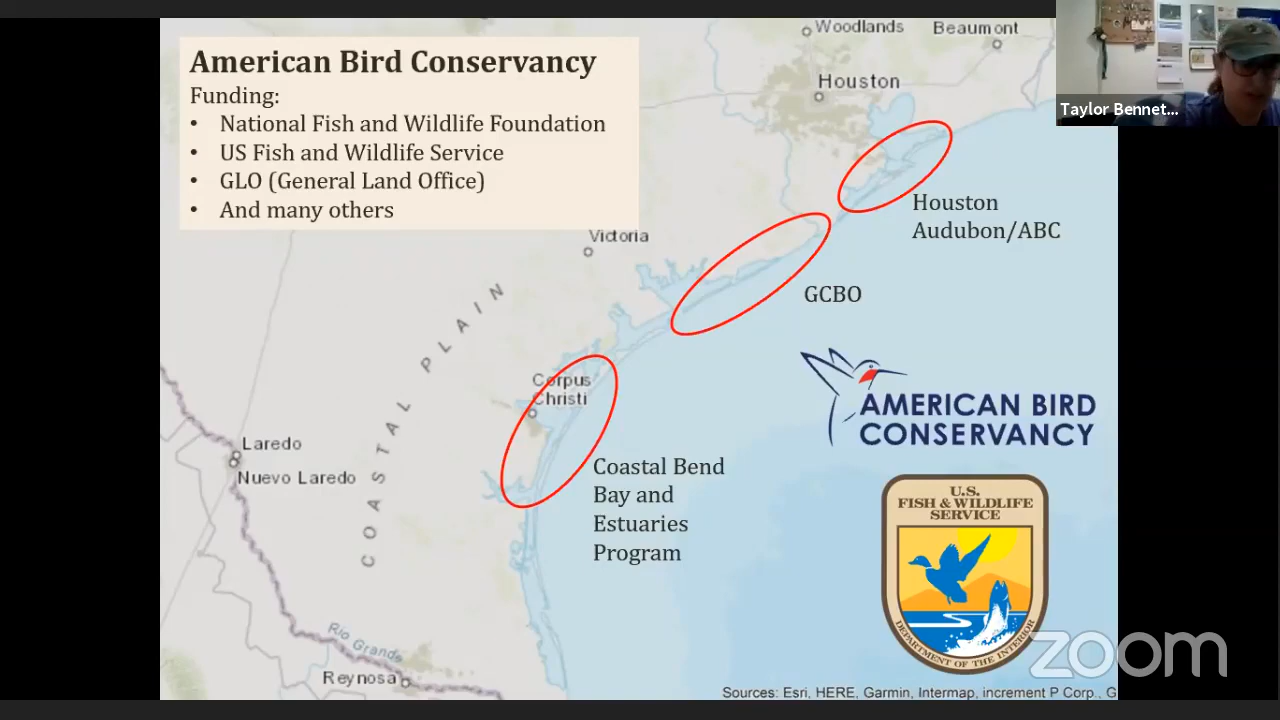 American Bird Conservancy
Funding:
• National Fish and Wildlife Foundation
• US Fish and Wildlife Service
• GLO (General Land Office)
• And many others
Woodlands
Beaumont
Houston
Taylor Bennet...
Houston
Audubon/ABC
Victoria
GCBO
COASTAL PLAIN
Corpus
Christi
AMERICAN BIRD
CONSERVANCY
Laredo
Nuevo Laredo
Coastal Bend
Bay and
Estuaries
Program
U.S.
FISH & WILDLIFE
SERVICE
DEPARTMENT OF THE INTERIOR
Rio Grande
Reynosa
zoom
Sources: Esri, HERE, Garmin, Intermap, increment P Corp., G